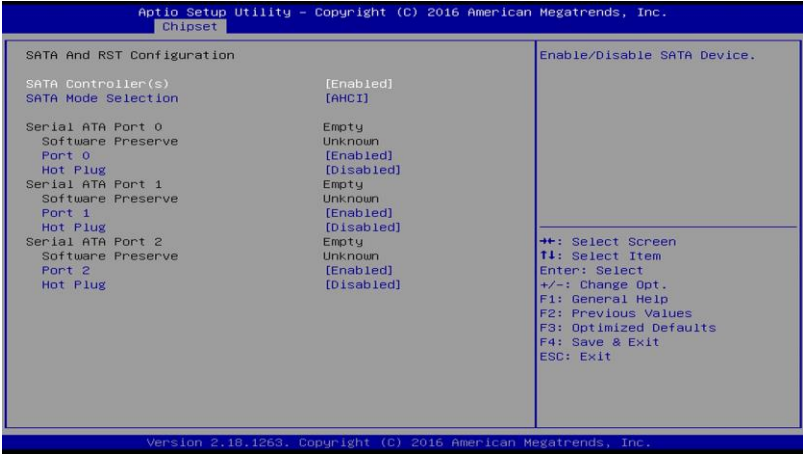 Aptio Setup Utility – Copyright (C) 2016 American Megatrends, Inc.
Chipset
SATA And RST Configuration
SATA Controller(s) [Enabled]
SATA Mode Selection [AHCI]
Serial ATA Port 0 Empty
Software Preserve Unknown
Port 0 [Enabled]
Hot Plug [Disabled]
Serial ATA Port 1 Empty
Software Preserve Unknown
Port 1 [Enabled]
Hot Plug [Disabled]
Serial ATA Port 2 Empty
Software Preserve Unknown
Port 2 [Enabled]
Hot Plug [Disabled]
Enable/Disable SATA Device.
→←: Select Screen
↑↓: Select Item
Enter: Select
+/-: Change Opt.
F1: General Help
F2: Previous Values
F3: Optimized Defaults
F4: Save & Exit
ESC: Exit
Version 2.18.1263. Copyright (C) 2016 American Megatrends, Inc.